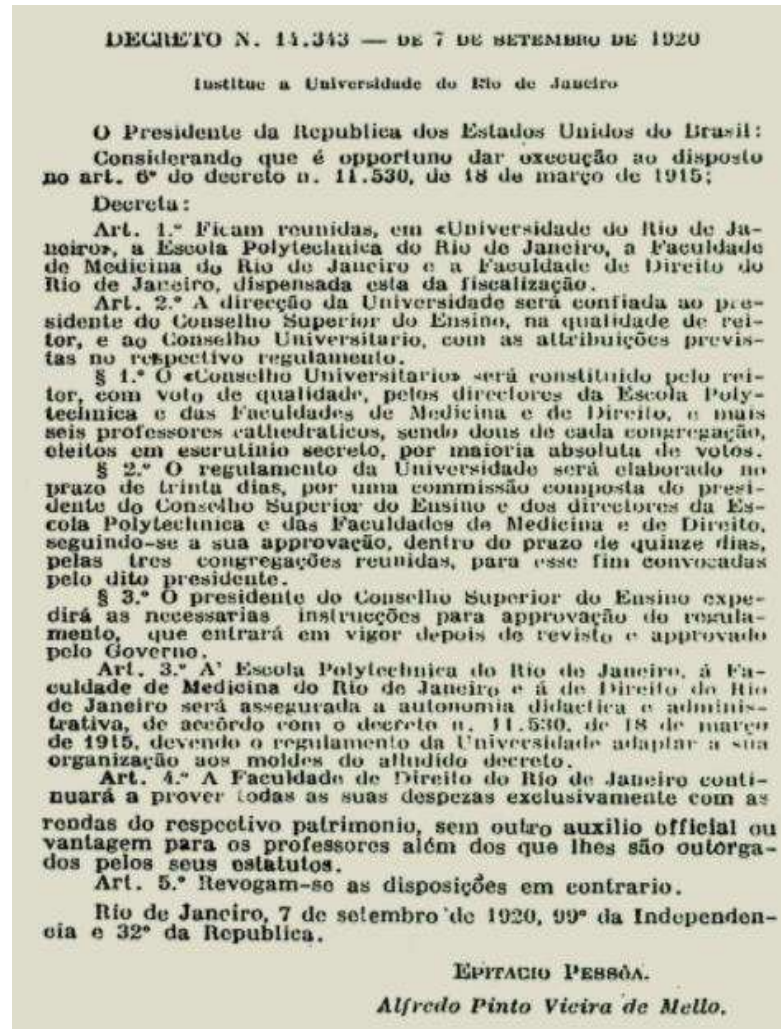 DECRETO N. 14.343 — DE 7 DE SETEMBRO DE 1920
Institue a Universidade do Rio de Janeiro
O Presidente da Republica dos Estados Unidos do Brasil:
Considerando que é opportuno dar execução ao disposto
no art. 6º do decreto n. 11.530, de 18 de março de 1915;
Decreta:
Art. 1.º Ficam reunidas, em «Universidade do Rio de Ja-
neiro», a Escola Polytechnica do Rio de Janeiro, a Faculdade
de Medicina do Rio de Janeiro e a Faculdade de Direito do
Rio de Janeiro, dispensada esta da fiscalização.
Art. 2.º A direcção da Universidade será confiada ao pre-
sidente do Conselho Superior do Ensino, na qualidade de rei-
tor, e ao Conselho Universitario, com as attribuições previs-
tas no respectivo regulamento.
§ 1.º O «Conselho Universitario» será constituido pelo rei-
tor, com voto de qualidade, pelos directores da Escola Poly-
technica e das Faculdades de Medicina e de Direito, e mais
seis professores cathedraticos, sendo dous de cada congregação,
eleitos em escrutinio secreto, por maioria absoluta de votos.
§ 2.º O regulamento da Universidade será elaborado no
prazo de trinta dias, por uma commissão composta do presi-
dente do Conselho Superior do Ensino e dos directores da Es-
cola Polytechnica e das Faculdades de Medicina e de Direito,
seguindo-se a sua approvação, dentro do prazo de quinze dias,
pelas tres congregações reunidas, para esse fim convocadas
pelo dito presidente.
§ 3.º O presidente do Conselho Superior do Ensino expe-
dirá as necessarias instrucções para approvação do regula-
mento, que entrará em vigor depois de revisto e approvado
pelo Governo.
Art. 3.º A' Escola Polytechnica do Rio de Janeiro, á Fa-
culdade de Medicina do Rio de Janeiro e á de Direito do Rio
de Janeiro será assegurada a autonomia didactica e adminis-
trativa, de accôrdo com o decreto n. 11.530, de 18 de março
de 1915, devendo o regulamento da Universidade adaptar a sua
organização aos moldes do alludido decreto.
Art. 4.º A Faculdade de Direito do Rio de Janeiro conti-
nuará a prover todas as suas despezas exclusivamente com as
rendas do respectivo patrimonio, sem outro auxilio official ou
vantagem para os professores além dos que lhes são outorga-
dos pelos seus estatutos.
Art. 5.º Revogam-se as disposições em contrario.
Rio de Janeiro, 7 de setembro de 1920, 99º da Independen-
cia e 32º da Republica.
EPITACIO PESSÔA.
Alfredo Pinto Vieira de Mello.